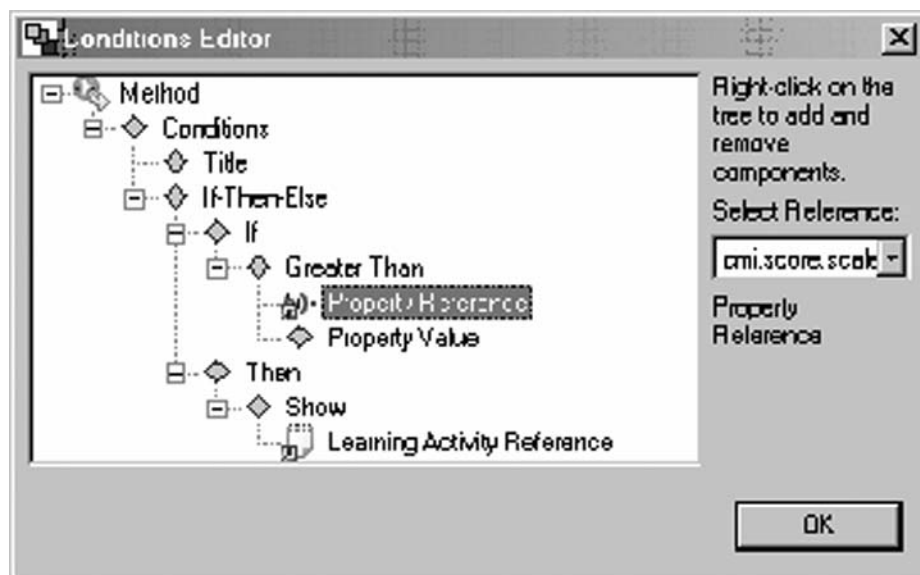 Conditions Editor
Method
Conditions
Title
If-Then-Else
If
Greater Than
Property Reference
Property Value
Then
Show
Learning Activity Reference
Right-click on the
tree to add and
remove
components.
Select Reference:
cmi.score.scale
Property
Reference
OK